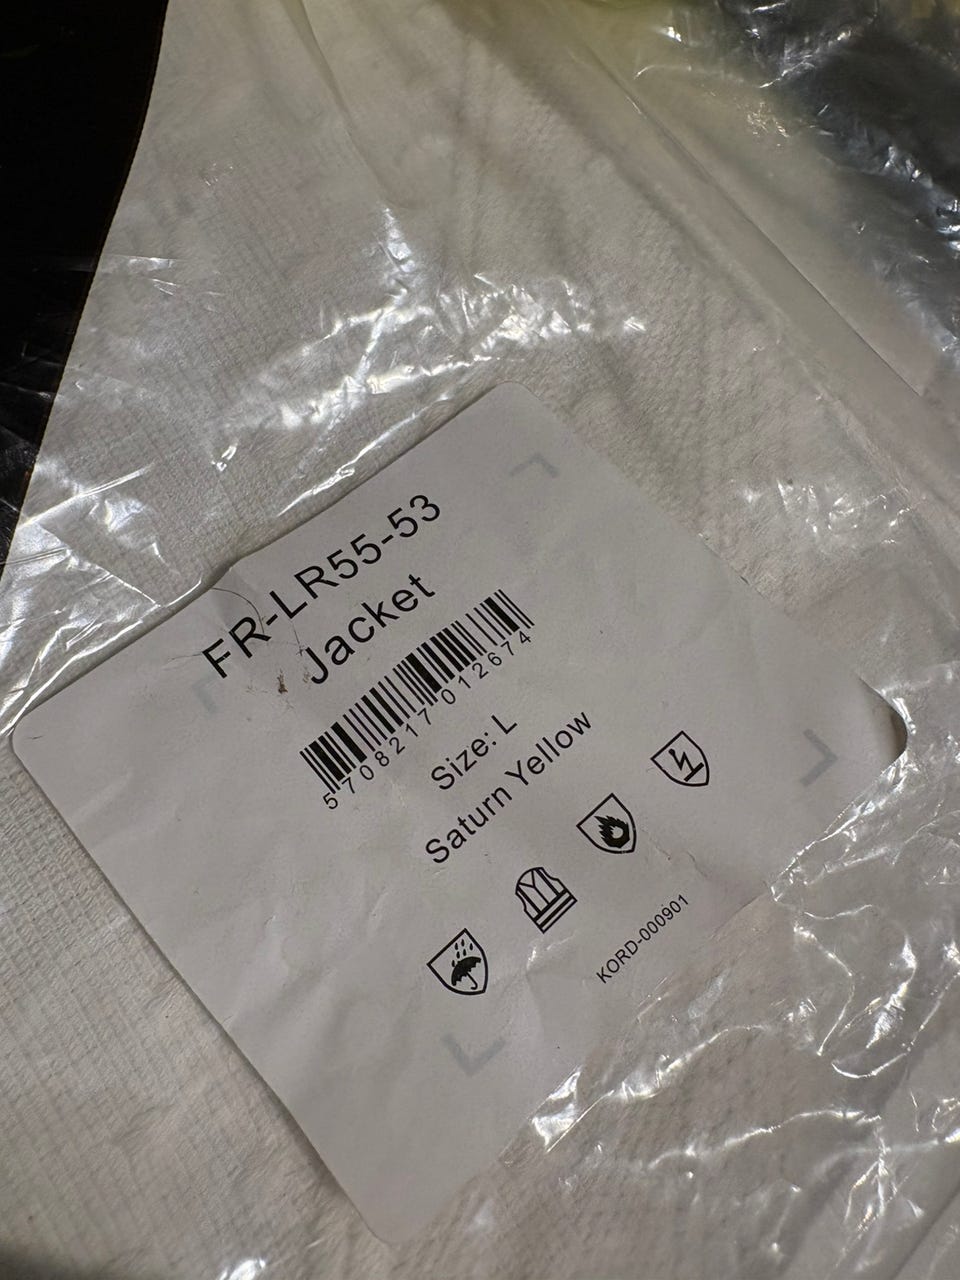 FR-LR55-53
Jacket
5708217012674
Size: L
Saturn Yellow
KORD-000901